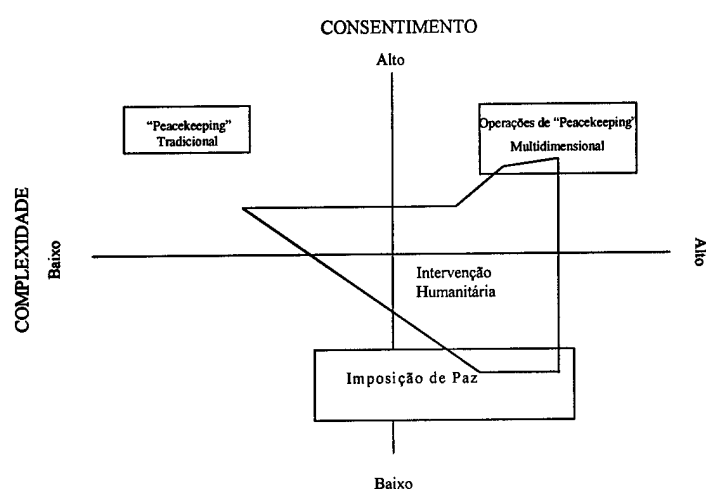 CONSENTIMENTO
Alto
“Peacekeeping”
Tradicional
Operações de “Peacekeeping”
Multidimensional
COMPLEXIDADE
Baixo
Alto
Intervenção
Humanitária
Imposição de Paz
Baixo